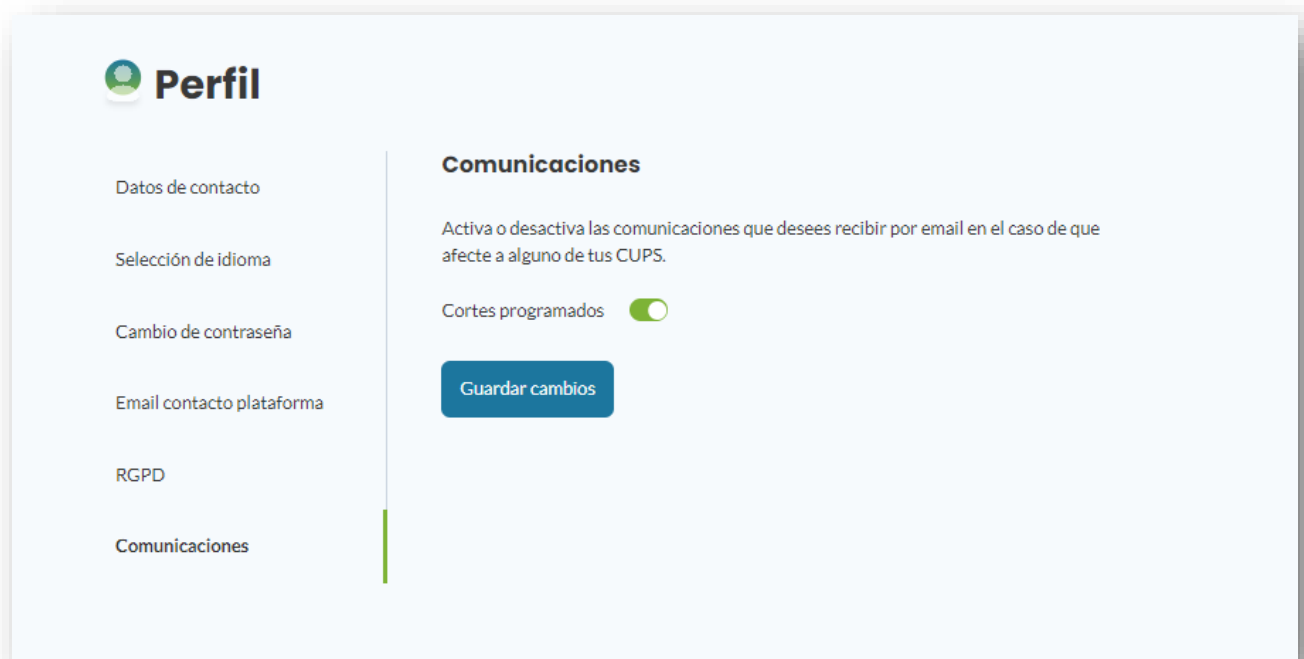 Perfil
Datos de contacto
Selección de idioma
Cambio de contraseña
Email contacto plataforma
RGPD
Comunicaciones
Comunicaciones
Activa o desactiva las comunicaciones que desees recibir por email en el caso de que
afecte a alguno de tus CUPS.
Cortes programados
Guardar cambios